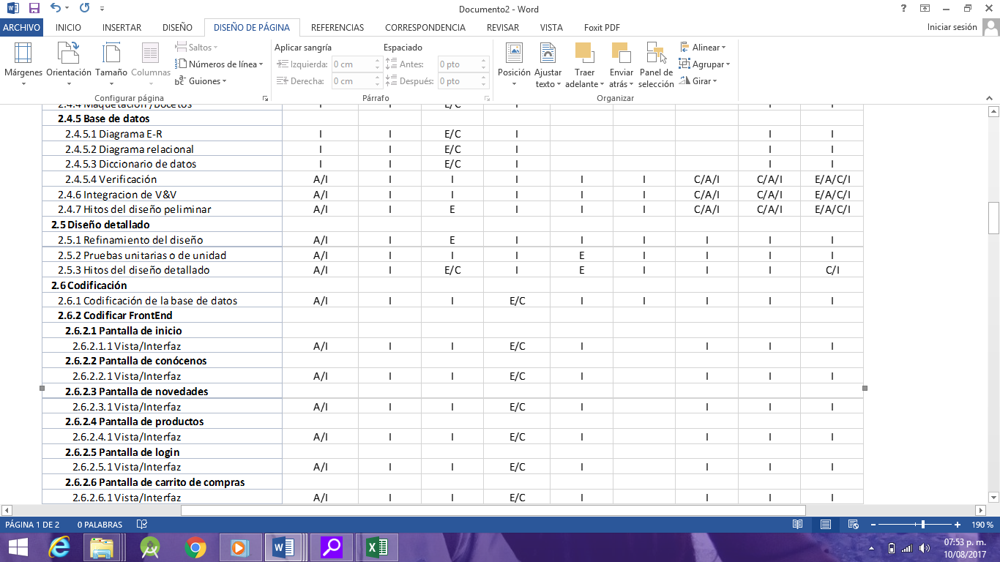 Documento2 - Word
ARCHIVO INICIO INSERTAR DISEÑO DISEÑO DE PÁGINA REFERENCIAS CORRESPONDENCIA REVISAR VISTA Foxit PDF Iniciar sesión
Márgenes Orientación Tamaño Columnas
Saltos
Números de línea
Guiones
Configurar página
Aplicar sangría Espaciado
Izquierda: 0 cm Antes: 0 pto
Derecha: 0 cm Después: 0 pto
Párrafo
Posición Ajustar texto Traer adelante Enviar atrás Panel de selección
Alinear
Agrupar
Girar
Organizar
2.4.4 Maquetación /Bocetos I I E/C I I I
2.4.5 Base de datos
2.4.5.1 Diagrama E-R I I E/C I I I
2.4.5.2 Diagrama relacional I I E/C I I I
2.4.5.3 Diccionario de datos I I E/C I I I
2.4.5.4 Verificación A/I I I I I I C/A/I C/A/I E/A/C/I
2.4.6 Integracion de V&V A/I I I I I I C/A/I C/A/I E/A/C/I
2.4.7 Hitos del diseño peliminar A/I I E I I I C/A/I C/A/I E/A/C/I
2.5 Diseño detallado
2.5.1 Refinamiento del diseño A/I I E I I I I I I
2.5.2 Pruebas unitarias o de unidad A/I I I I E I I I I
2.5.3 Hitos del diseño detallado A/I I E/C I E I I I C/I
2.6 Codificación
2.6.1 Codificación de la base de datos A/I I I E/C I I I I I
2.6.2 Codificar FrontEnd
2.6.2.1 Pantalla de inicio
2.6.2.1.1 Vista/Interfaz A/I I I E/C I I I I
2.6.2.2 Pantalla de conócenos
2.6.2.2.1 Vista/Interfaz A/I I I E/C I I I I
2.6.2.3 Pantalla de novedades
2.6.2.3.1 Vista/Interfaz A/I I I E/C I I I I
2.6.2.4 Pantalla de productos
2.6.2.4.1 Vista/Interfaz A/I I I E/C I I I I
2.6.2.5 Pantalla de login
2.6.2.5.1 Vista/Interfaz A/I I I E/C I I I I
2.6.2.6 Pantalla de carrito de compras
2.6.2.6.1 Vista/Interfaz A/I I I E/C I I I I
PÁGINA 1 DE 2 0 PALABRAS 190 %
07:53 p. m.
10/08/2017